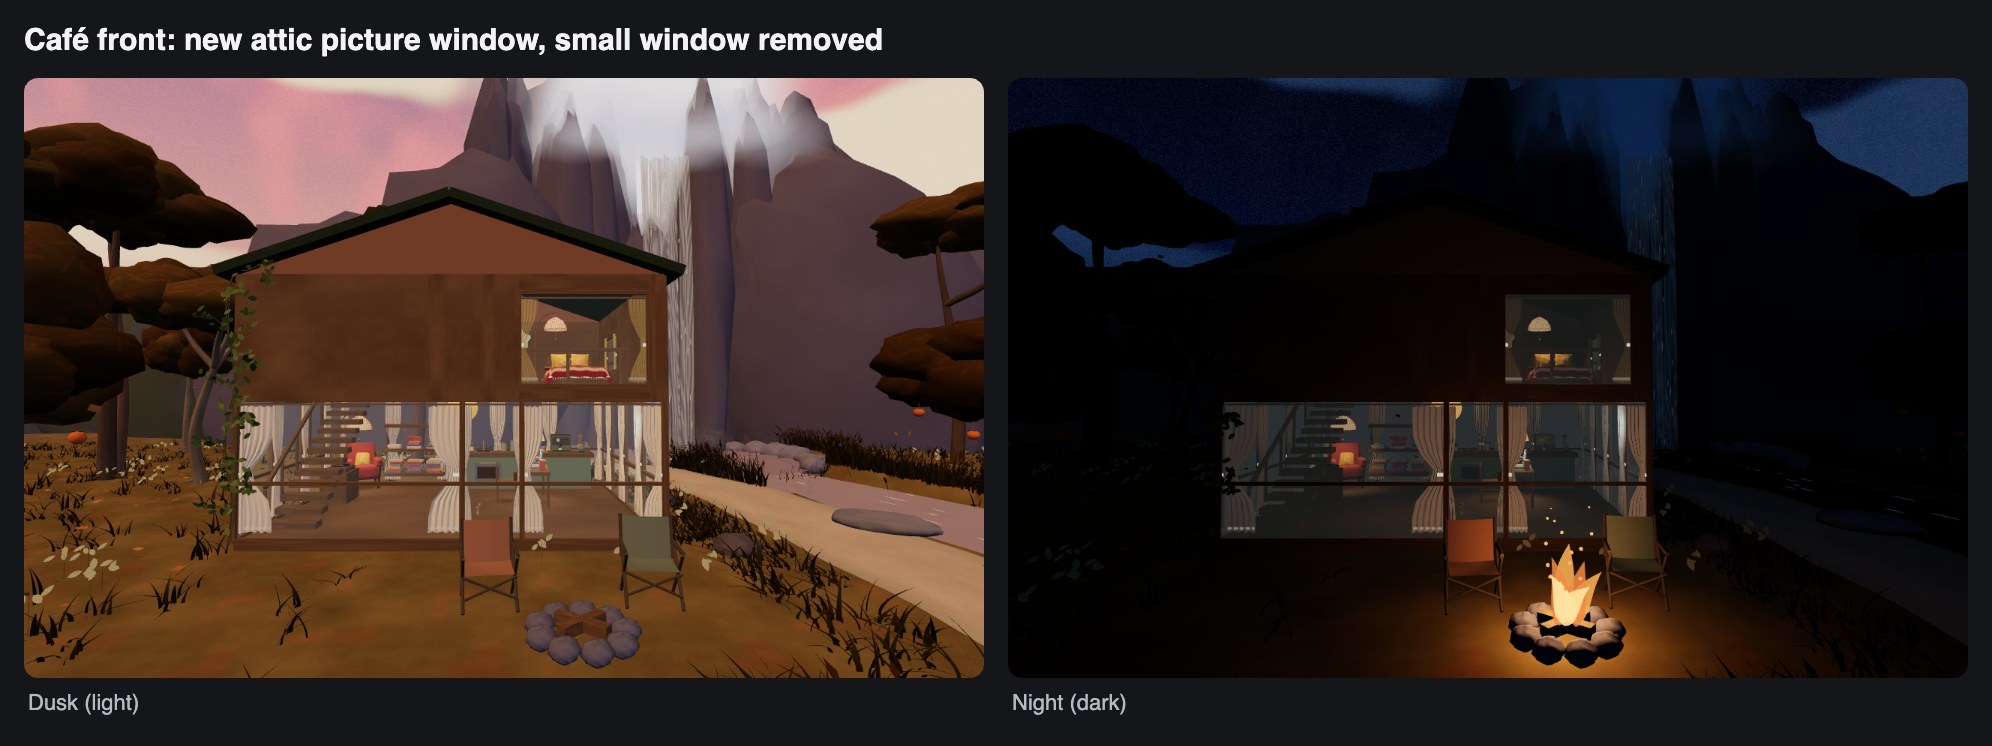 Café front: new attic picture window, small window removed
Dusk (light)
Night (dark)